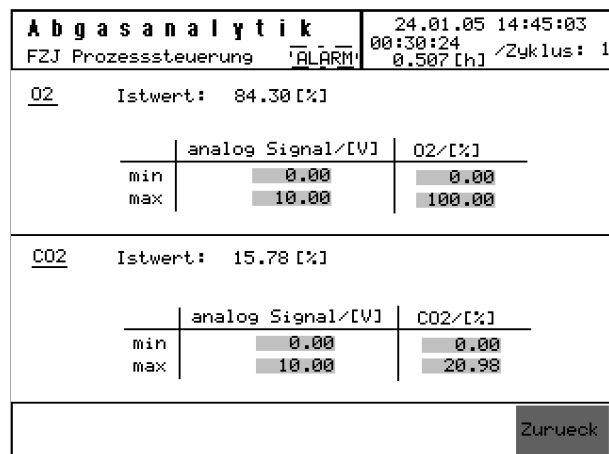 Abgasanalytik
24.01.05 14:45:03
FZJ Prozesssteuerung 'ALARM'
00:30:24
0.507[h] /Zyklus: 1
O2 Istwert: 84.30[%]
analog Signal/[V] O2/[%]
min 0.00 0.00
max 10.00 100.00
CO2 Istwert: 15.78[%]
analog Signal/[V] CO2/[%]
min 0.00 0.00
max 10.00 20.98
Zurueck